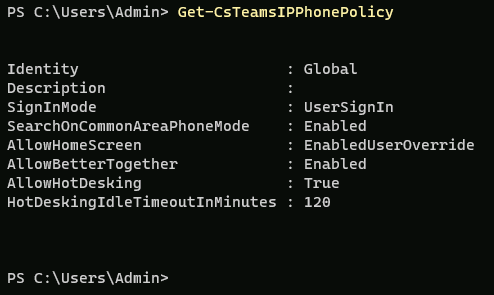 PS C:\Users\Admin> Get-CsTeamsIPPhonePolicy
Identity : Global
Description :
SignInMode : UserSignIn
SearchOnCommonAreaPhoneMode : Enabled
AllowHomeScreen : EnabledUserOverride
AllowBetterTogether : Enabled
AllowHotDesking : True
HotDeskingIdleTimeoutInMinutes : 120
PS C:\Users\Admin>